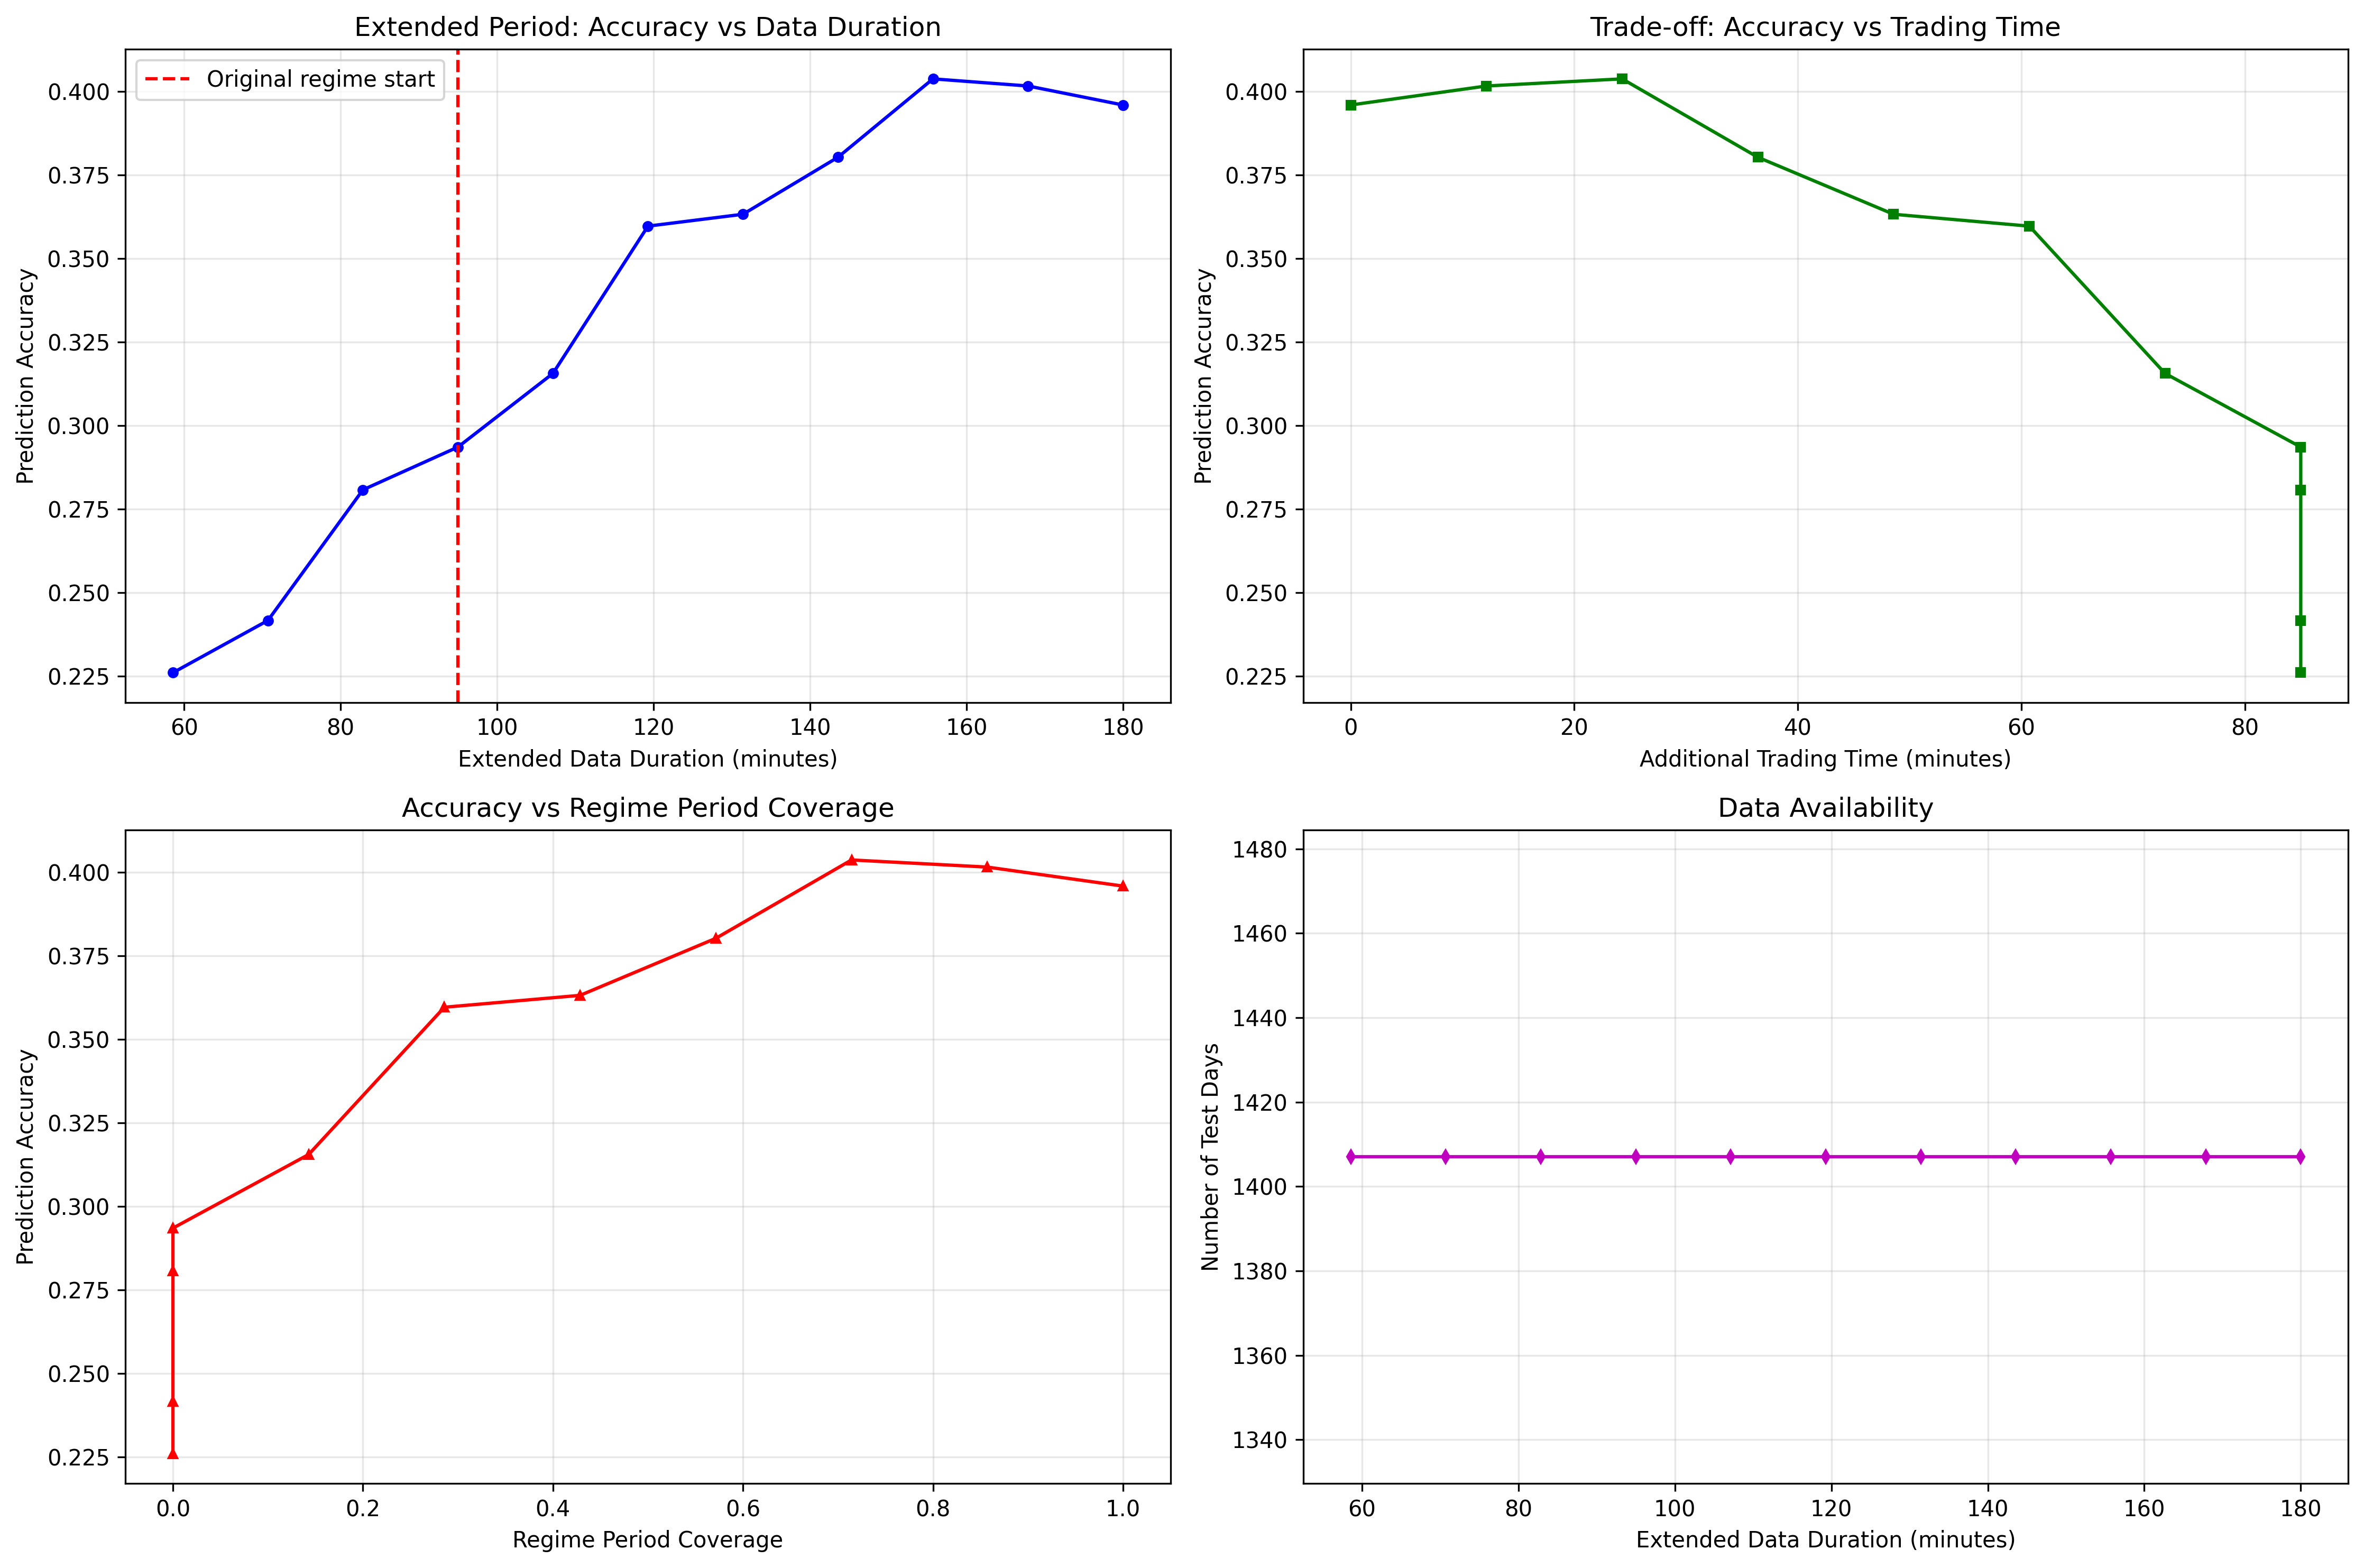 Extended Period: Accuracy vs Data Duration
Original regime start
Prediction Accuracy
0.400
0.375
0.350
0.325
0.300
0.275
0.250
0.225
60 80 100 120 140 160 180
Extended Data Duration (minutes)
Trade-off: Accuracy vs Trading Time
Prediction Accuracy
0.400
0.375
0.350
0.325
0.300
0.275
0.250
0.225
0 20 40 60 80
Additional Trading Time (minutes)
Accuracy vs Regime Period Coverage
Prediction Accuracy
0.400
0.375
0.350
0.325
0.300
0.275
0.250
0.225
0.0 0.2 0.4 0.6 0.8 1.0
Regime Period Coverage
Data Availability
Number of Test Days
1480
1460
1440
1420
1400
1380
1360
1340
60 80 100 120 140 160 180
Extended Data Duration (minutes)